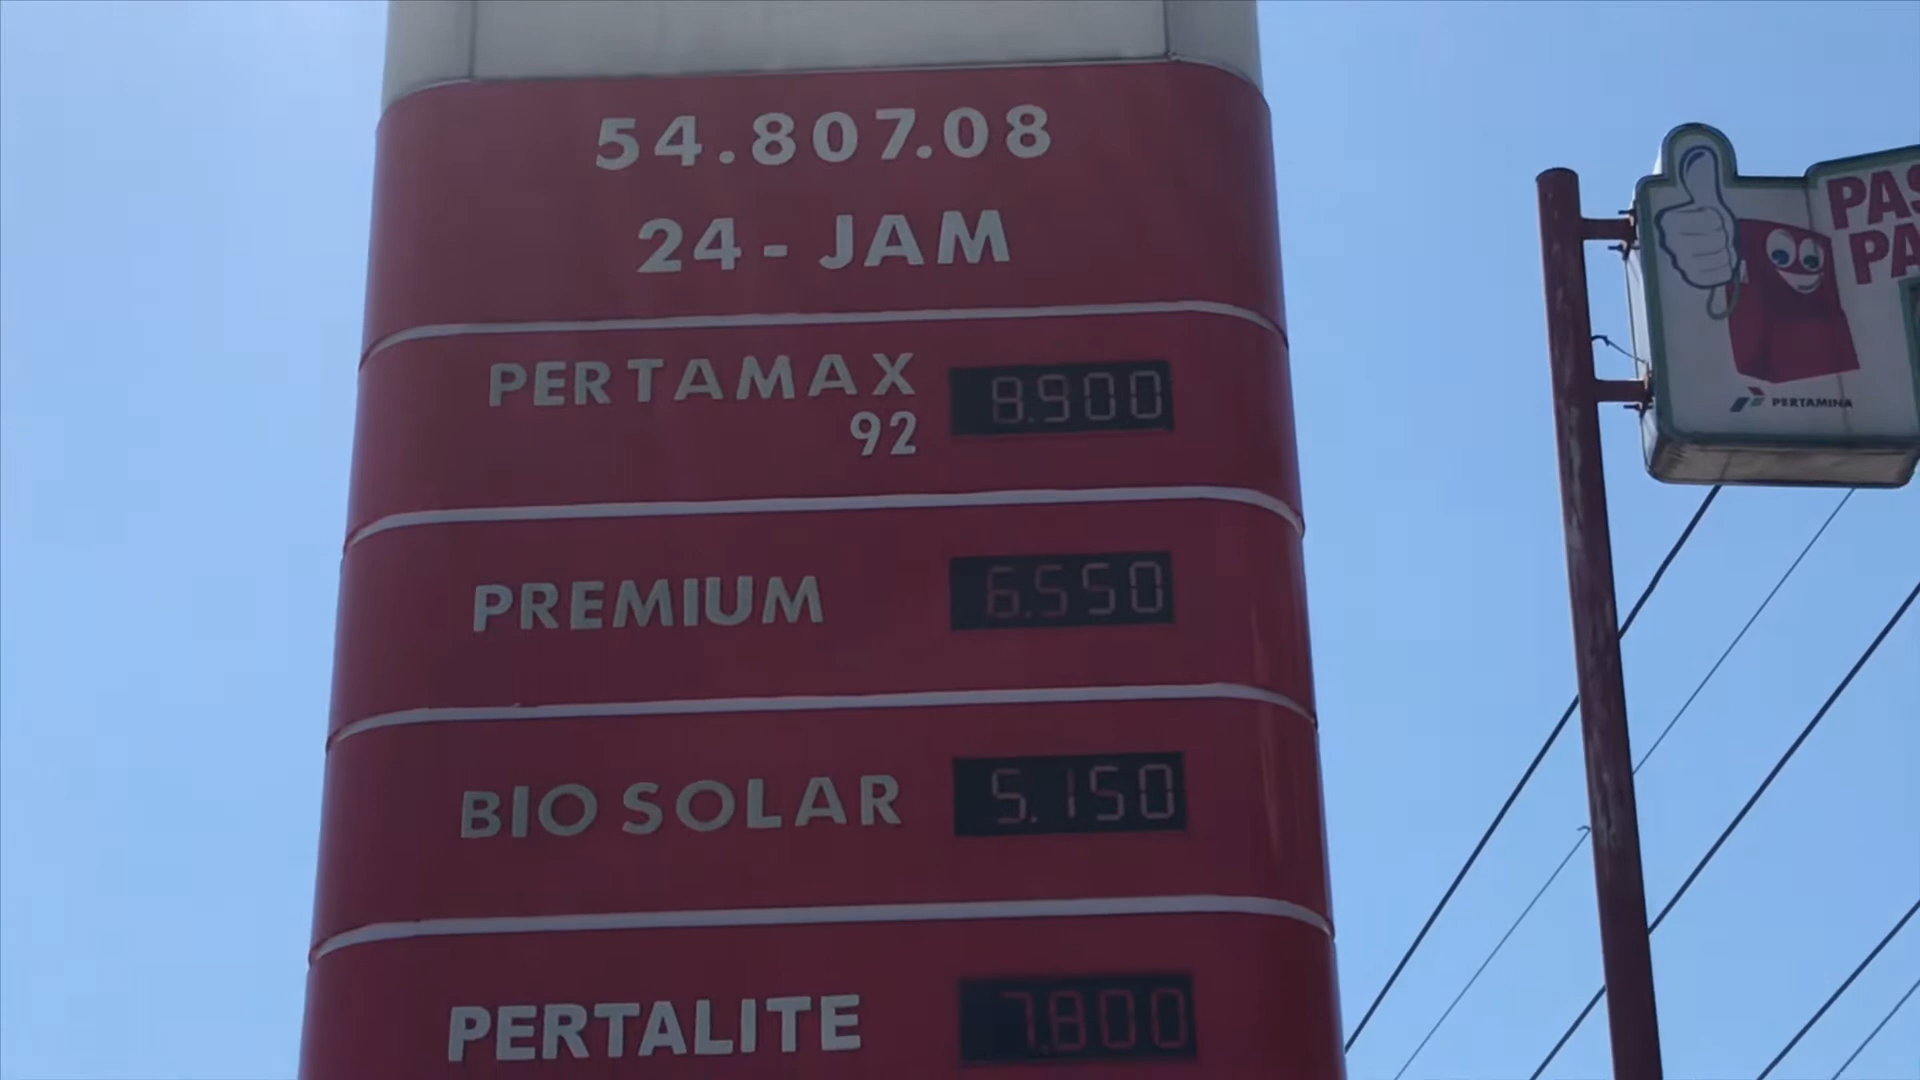 54.807.08
24 - JAM
PERTAMAX 8.900
92
PREMIUM 6.550
BIO SOLAR 5.150
PERTALITE 7.800
PERTAMINA